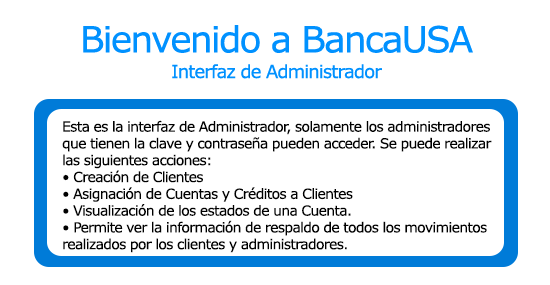 Bienvenido a BancaUSA
Interfaz de Administrador
Esta es la interfaz de Administrador, solamente los administradores
que tienen la clave y contraseña pueden acceder. Se puede realizar
las siguientes acciones:
• Creación de Clientes
• Asignación de Cuentas y Créditos a Clientes
• Visualización de los estados de una Cuenta.
• Permite ver la información de respaldo de todos los movimientos
realizados por los clientes y administradores.